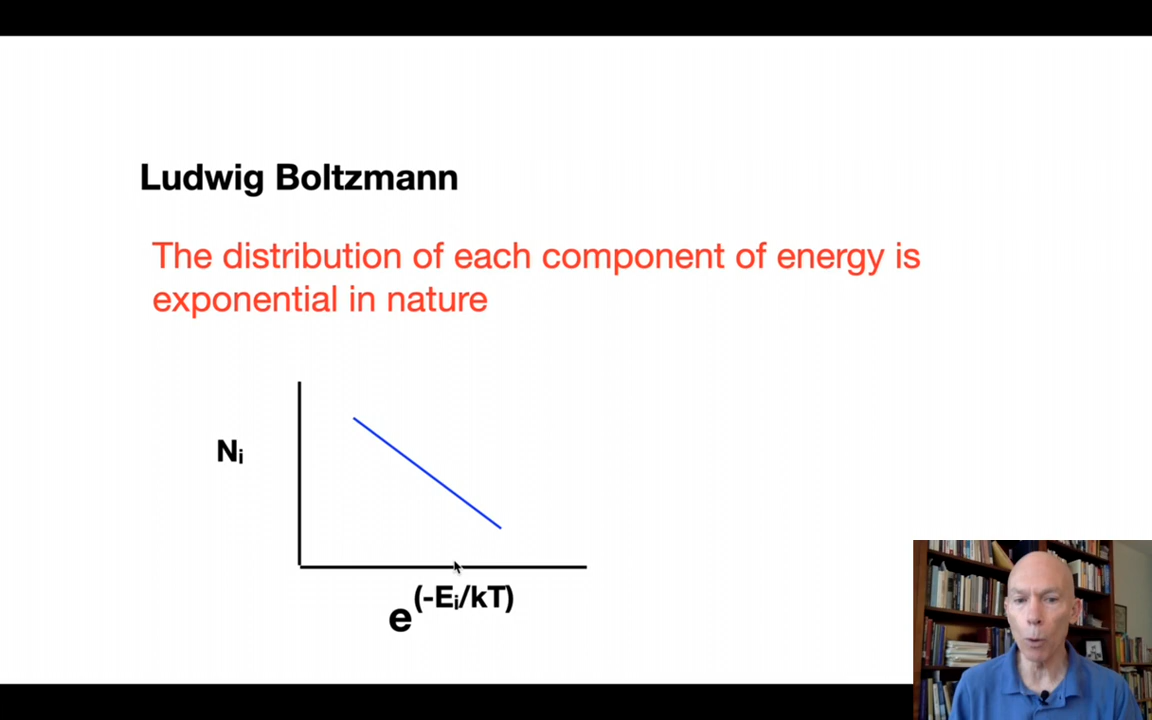 Ludwig Boltzmann
The distribution of each component of energy is
exponential in nature
Ni
e(-Ei/kT)